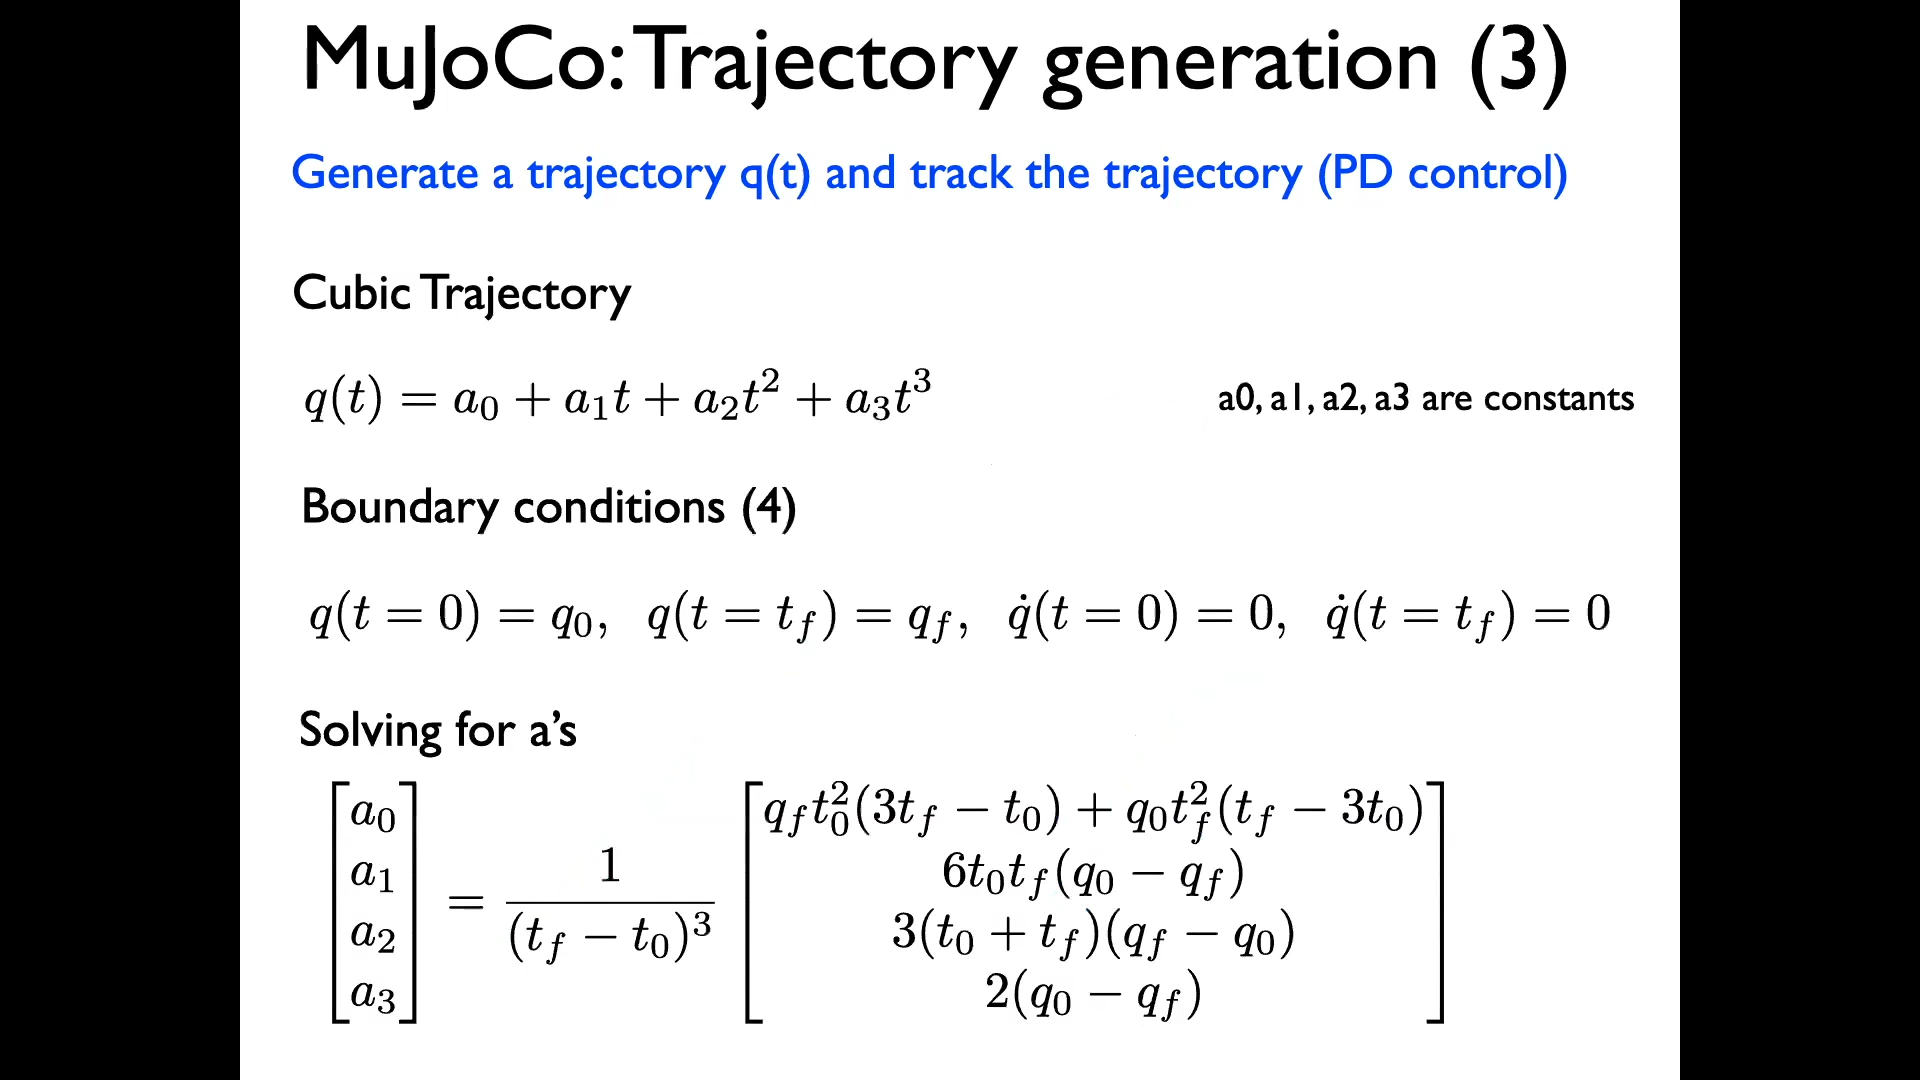 MuJoCo: Trajectory generation (3)
Generate a trajectory q(t) and track the trajectory (PD control)
Cubic Trajectory
q(t) = a₀ + a₁t + a₂t² + a₃t³
a0, a1, a2, a3 are constants
Boundary conditions (4)
q(t = 0) = q₀, q(t = t_f) = q_f, q̇(t = 0) = 0, q̇(t = t_f) = 0
Solving for a's
[a₀ a₁ a₂ a₃] = 1/(t_f − t₀)³
q_f t₀²(3t_f − t₀) + q₀t_f²(t_f − 3t₀)
6t₀t_f(q₀ − q_f)
3(t₀ + t_f)(q_f − q₀)
2(q₀ − q_f)